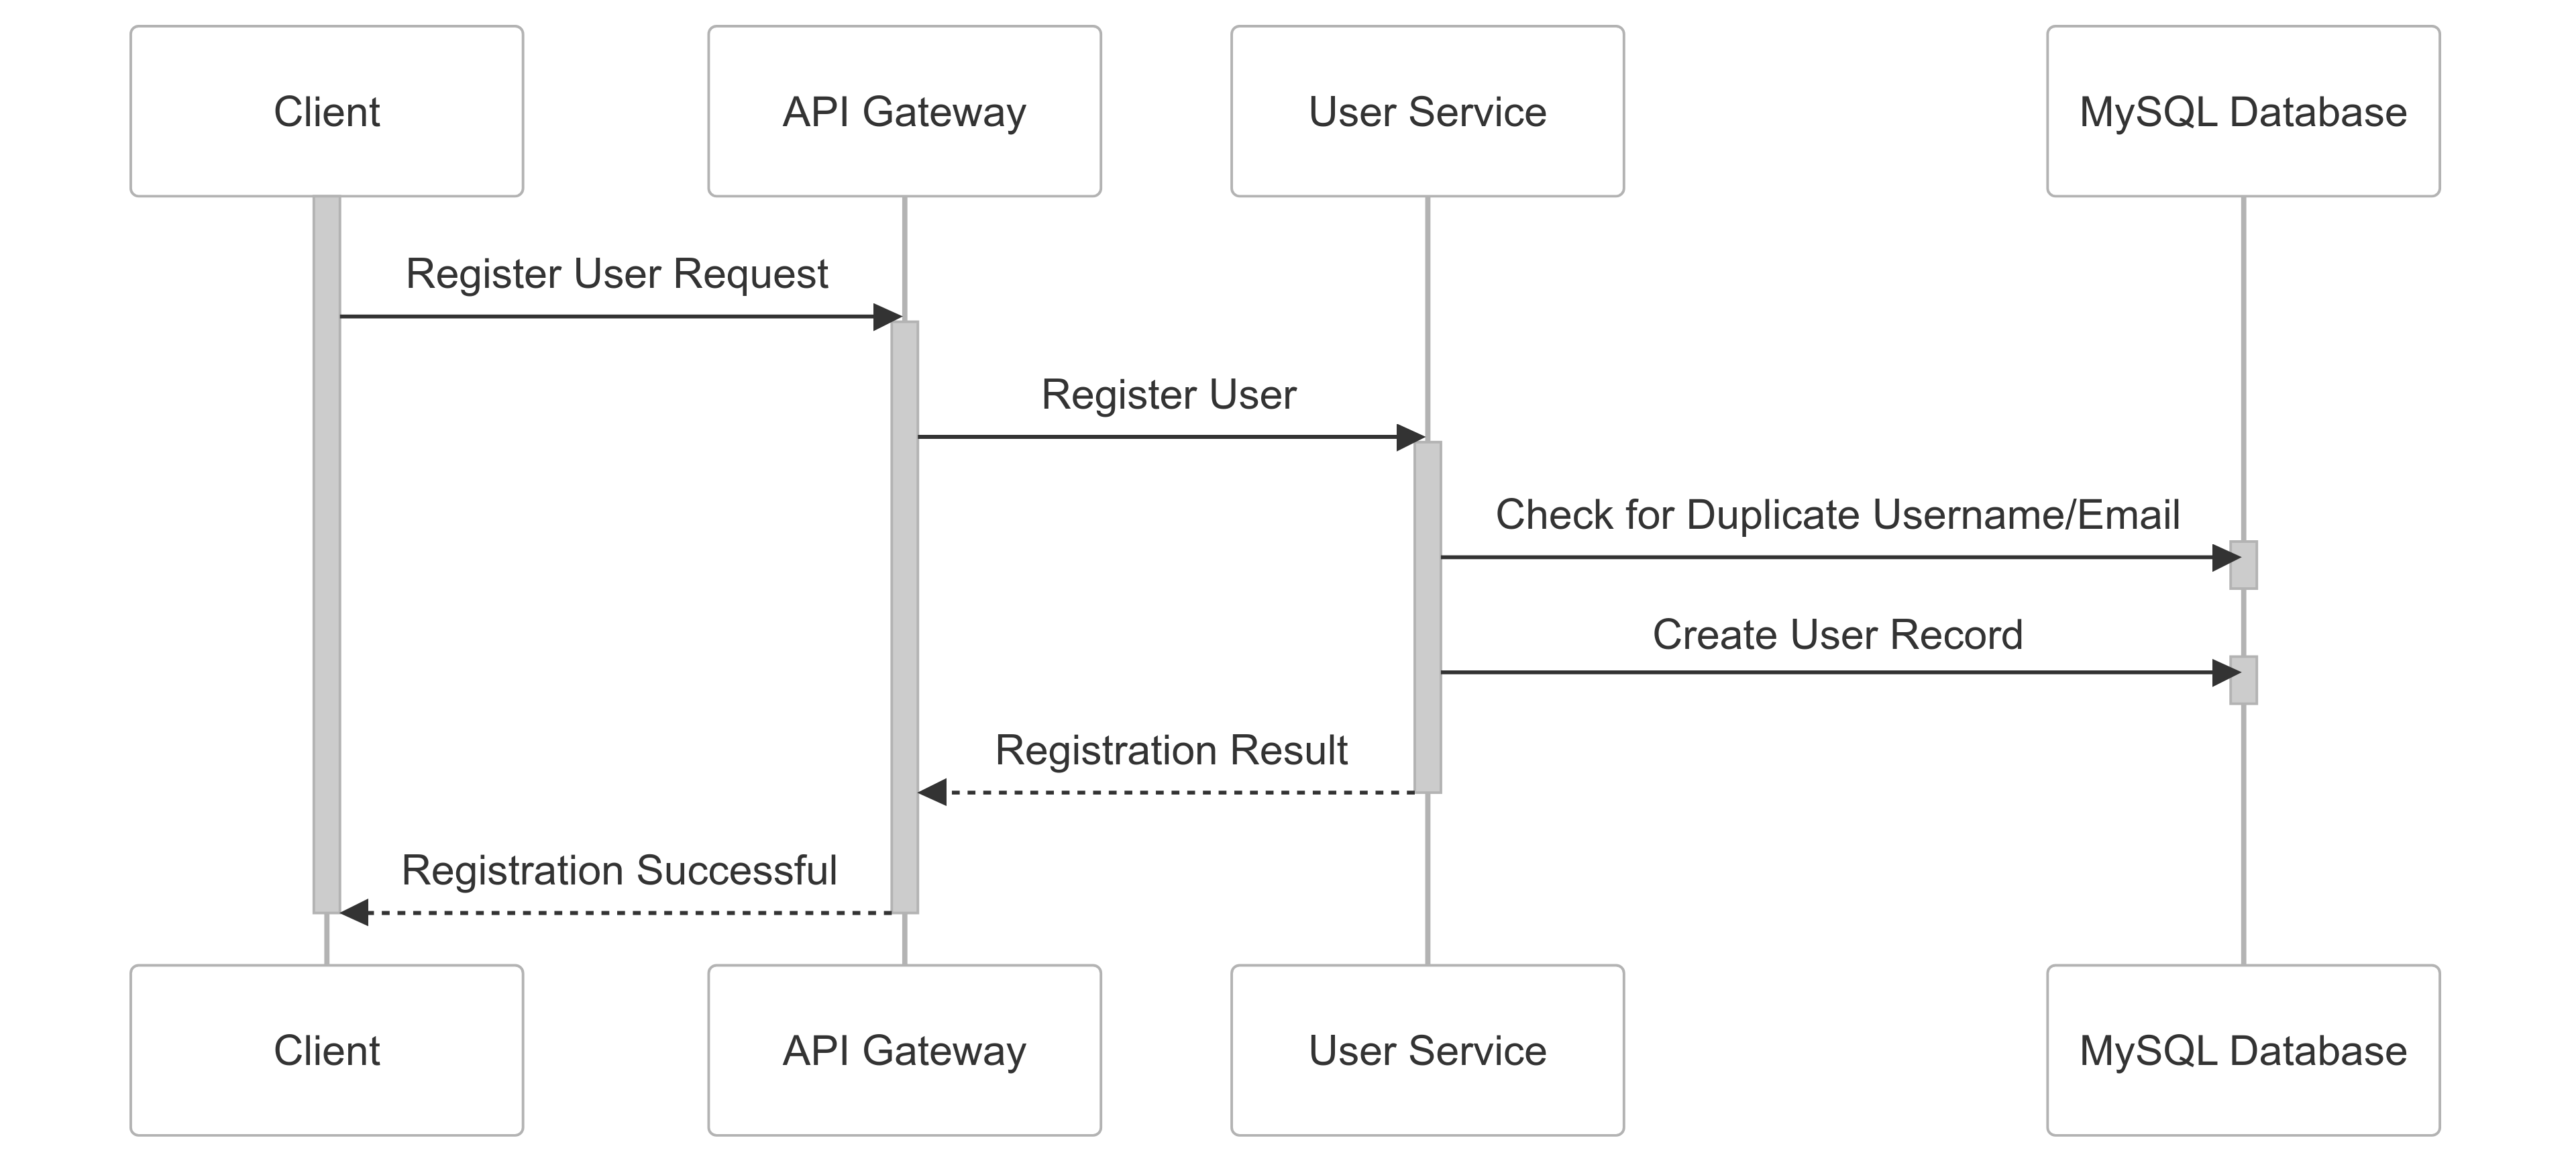 Client
API Gateway
User Service
MySQL Database
Register User Request
Register User
Check for Duplicate Username/Email
Create User Record
Registration Result
Registration Successful
Client
API Gateway
User Service
MySQL Database